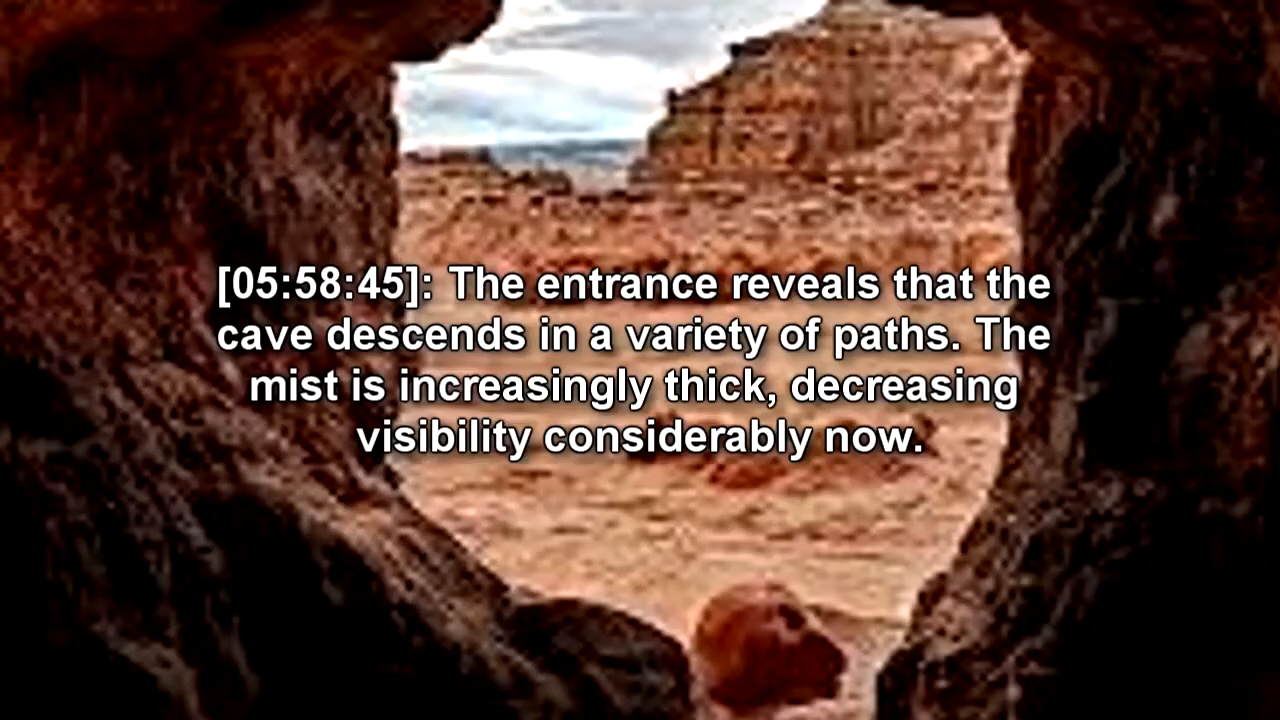 [05:58:45]: The entrance reveals that the
cave descends in a variety of paths. The
mist is increasingly thick, decreasing
visibility considerably now.